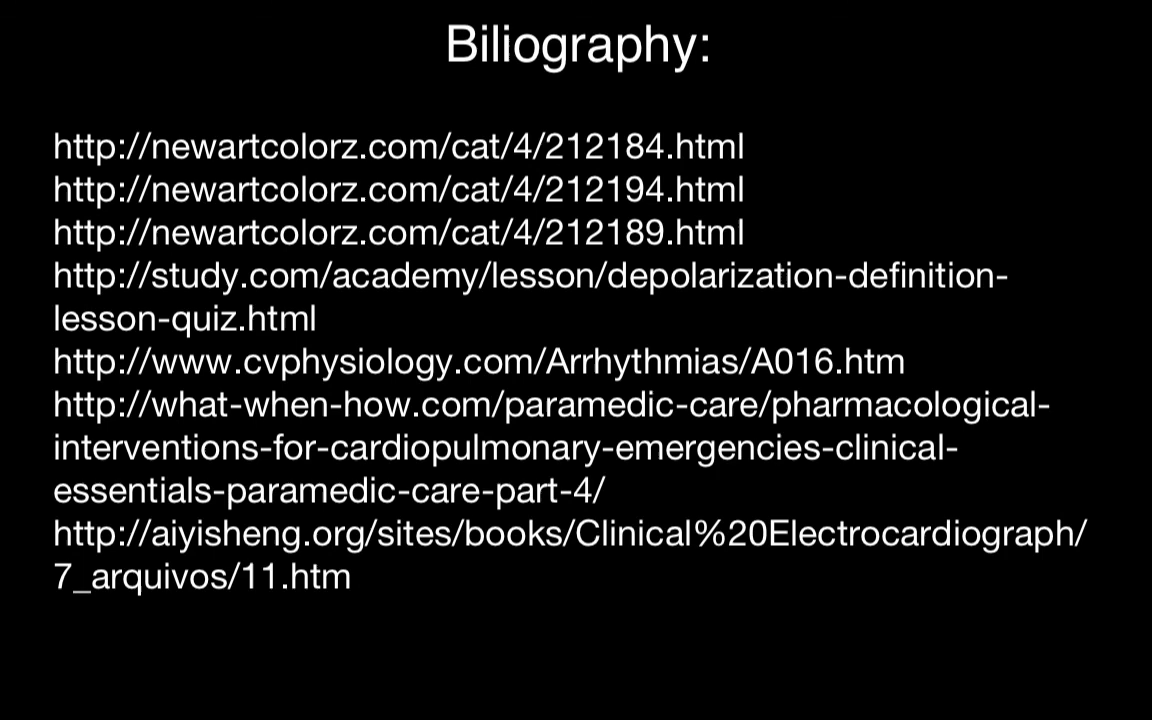 Biliography:
http://newartcolorz.com/cat/4/212184.html
http://newartcolorz.com/cat/4/212194.html
http://newartcolorz.com/cat/4/212189.html
http://study.com/academy/lesson/depolarization-definition-
lesson-quiz.html
http://www.cvphysiology.com/Arrhythmias/A016.htm
http://what-when-how.com/paramedic-care/pharmacological-
interventions-for-cardiopulmonary-emergencies-clinical-
essentials-paramedic-care-part-4/
http://aiyisheng.org/sites/books/Clinical%20Electrocardiograph/
7_arquivos/11.htm